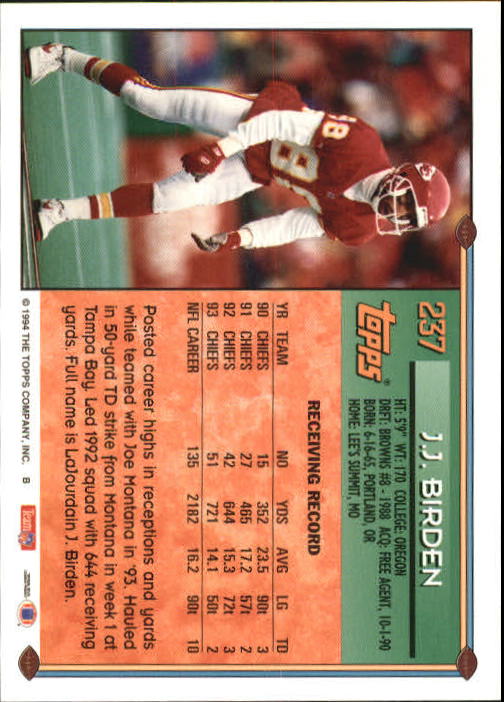 237
J.J. BIRDEN
Topps®
HT: 5'9" WT: 170 COLLEGE: OREGON
DRFT: BROWNS #8 - 1988 ACQ: FREE AGENT, 10-1-90
BORN: 6-16-65, PORTLAND, OR
HOME: LEE'S SUMMIT, MO
RECEIVING RECORD
YR TEAM NO YDS AVG LG TD
90 CHIEFS 15 352 23.5 90t 3
91 CHIEFS 27 465 17.2 57t 2
92 CHIEFS 42 644 15.3 72t 3
93 CHIEFS 51 721 14.1 50t 2
NFL CAREER 135 2182 16.2 90t 10
Posted career highs in receptions and yards
while teamed with Joe Montana in '93. Hauled
in 50-yard TD strike from Montana in week 1 at
Tampa Bay. Led 1992 squad with 644 receiving
yards. Full name is LaJourdain J. Birden.
© 1994 THE TOPPS COMPANY, INC. B
Team NFL
88